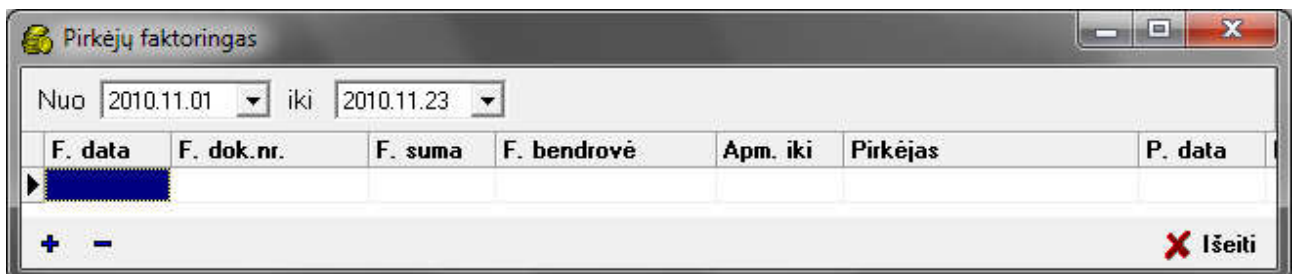 Pirkėjų faktoringas
Nuo 2010.11.01 iki 2010.11.23
F. data F. dok.nr. F. suma F. bendrovė Apm. iki Pirkėjas P. data
Išeiti